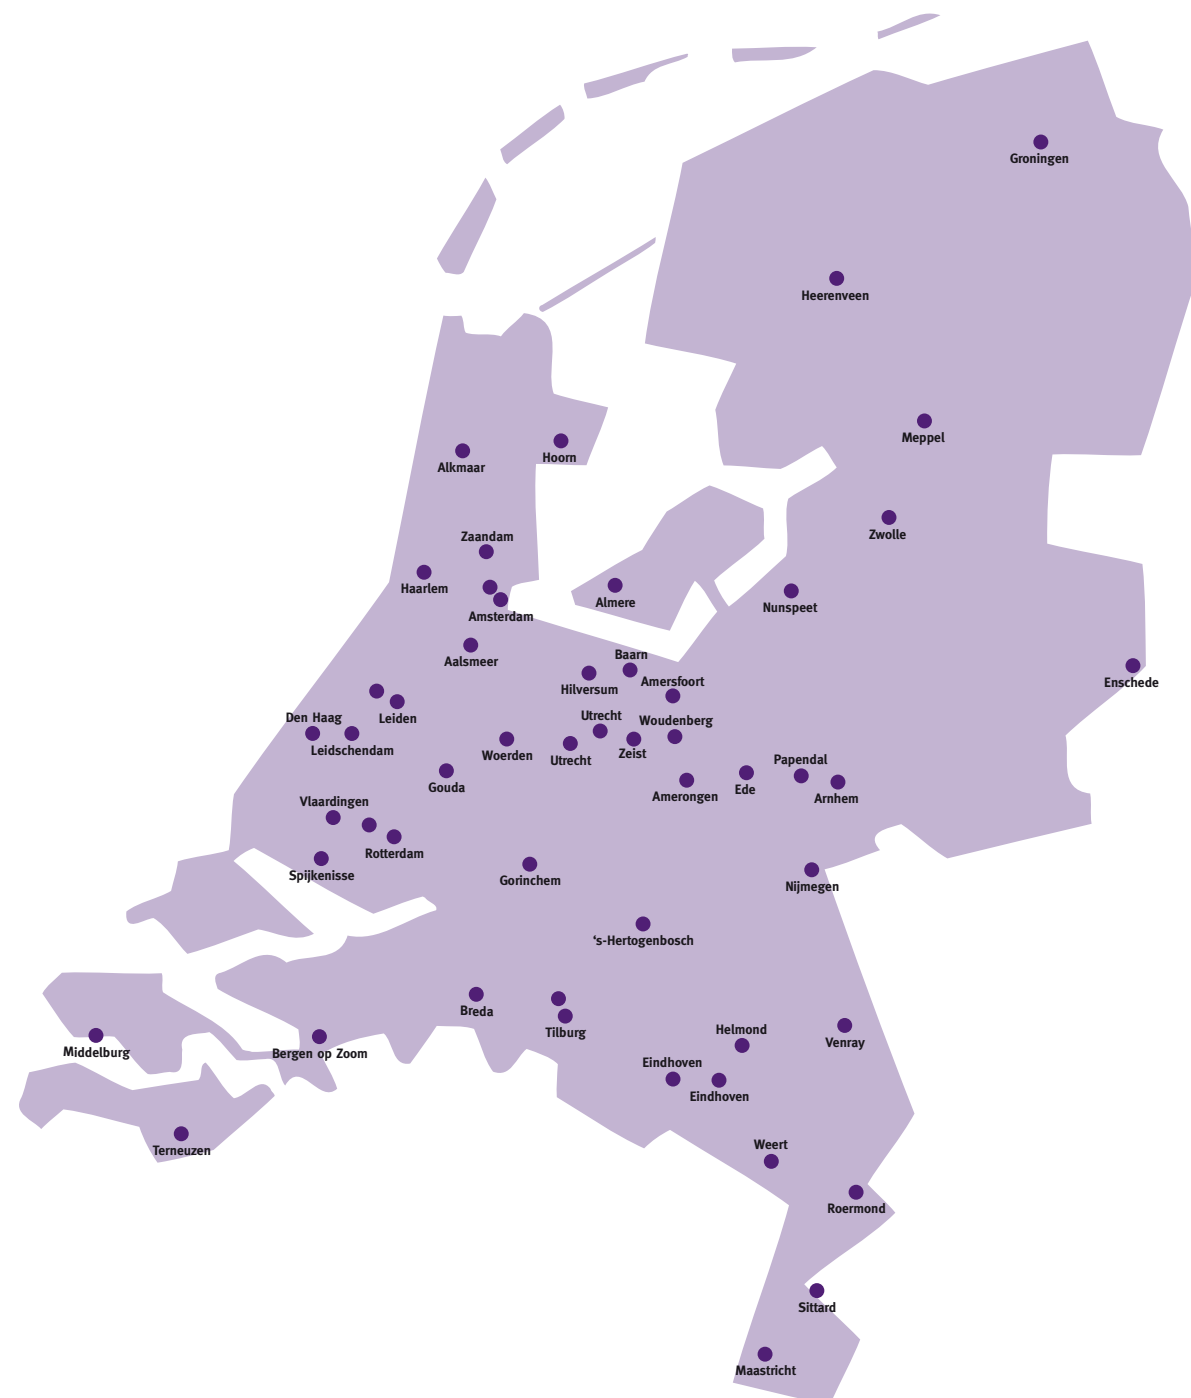 Groningen
Heerenveen
Meppel
Hoorn
Alkmaar
Zwolle
Zaandam
Haarlem
Almere
Nunspeet
Amsterdam
Baarn
Aalsmeer
Amersfoort
Enschede
Hilversum
Den Haag
Leiden
Utrecht
Woudenberg
Leidschendam
Woerden
Utrecht
Zeist
Papendal
Gouda
Amerongen
Ede
Arnhem
Vlaardingen
Rotterdam
Spijkenisse
Gorinchem
Nijmegen
‘s-Hertogenbosch
Breda
Tilburg
Helmond
Venray
Middelburg
Bergen op Zoom
Eindhoven
Eindhoven
Terneuzen
Weert
Roermond
Sittard
Maastricht